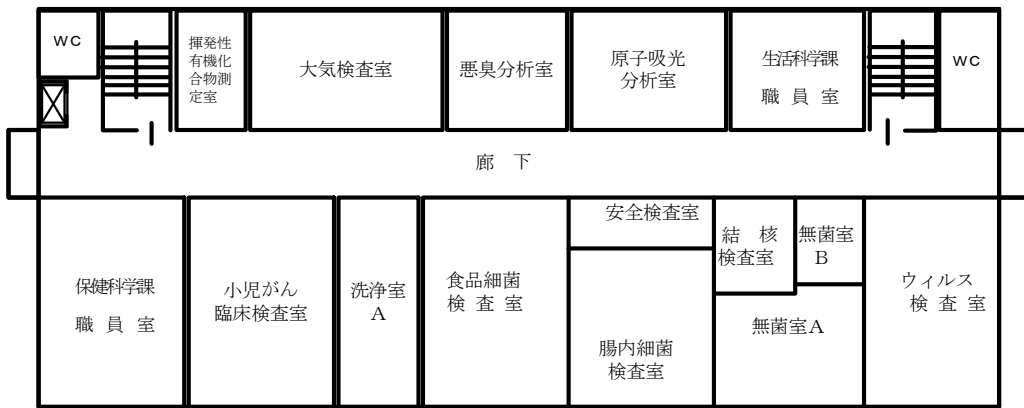 WC
揮発性
有機化
合物測
定室
大気検査室
悪臭分析室
原子吸光
分析室
生活科学課
職 員 室
WC
廊 下
保健科学課
職 員 室
小児がん
臨床検査室
洗浄室
A
食品細菌
検 査 室
安全検査室
腸内細菌
検査室
結 核
検査室
無菌室
B
無菌室A
ウィルス
検 査 室